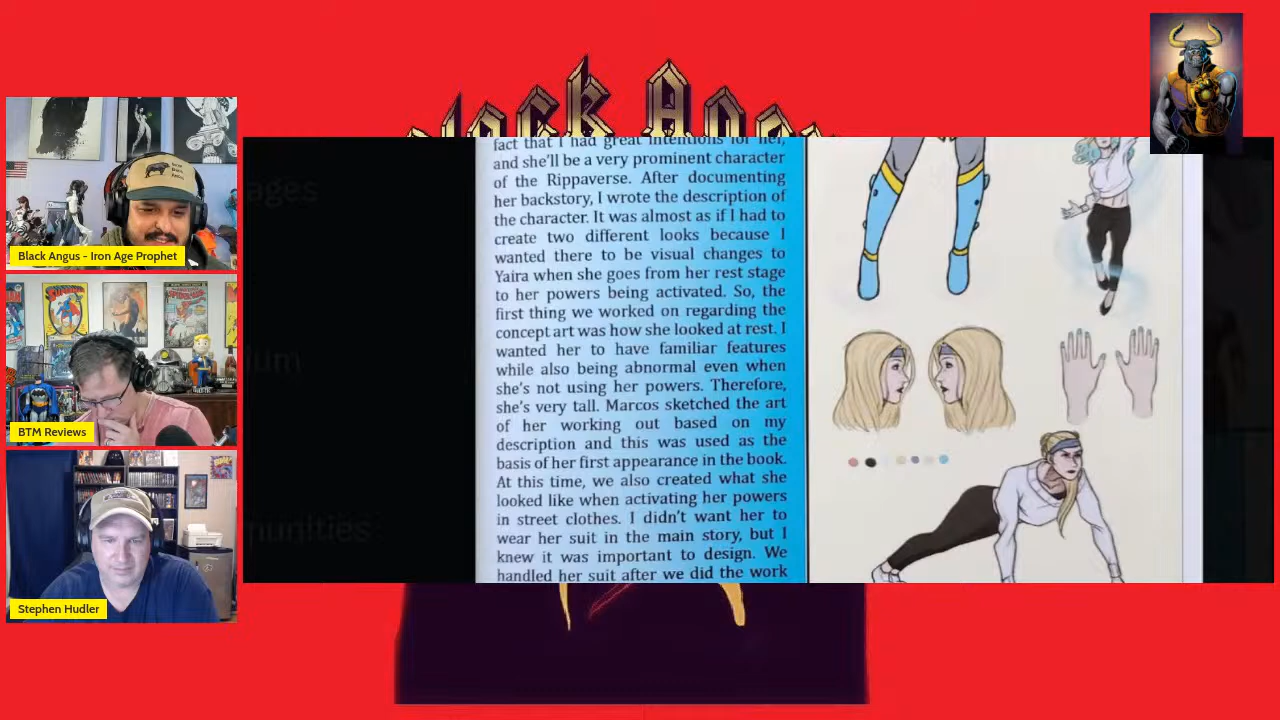 Black Angus
Black Angus - Iron Age Prophet
BTM Reviews
Stephen Hudler
SUPERMAN
fact that I had great intentions for her,
and she'll be a very prominent character
of the Rippaverse. After documenting
her backstory, I wrote the description of
the character. It was almost as if I had to
create two different looks because I
wanted there to be visual changes to
Yaira when she goes from her rest stage
to her powers being activated. So, the
first thing we worked on regarding the
concept art was how she looked at rest. I
wanted her to have familiar features
while also being abnormal even when
she's not using her powers. Therefore,
she's very tall. Marcos sketched the art
of her working out based on my
description and this was used as the
basis of her first appearance in the book.
At this time, we also created what she
looked like when activating her powers
in street clothes. I didn't want her to
wear her suit in the main story, but I
knew it was important to design. We
handled her suit after we did the work